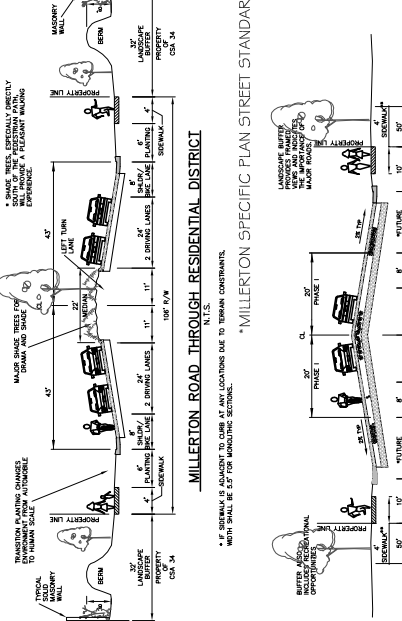 TYPICAL
SOLID
MASONRY
WALL
BERM
TRANSITION PLANTING CHANGES
ENVIRONMENT FROM AUTOMOBILE
TO HUMAN SCALE
PROPERTY LINE
MAJOR SHADE TREES FOR
DRAMA AND SHADE
43'
22'
MEDIAN
LEFT TURN
LANE
43'
* SHADE TREES, ESPECIALLY DIRECTLY
SOUTH OF THE PEDESTRIAN PATH,
WILL PROVIDE A PLEASANT WALKING
EXPERIENCE.
PROPERTY LINE
MASONRY
WALL
BERM
32'
LANDSCAPE
BUFFER
PROPERTY
OF
CSA 34
4'
SIDEWALK
6'
PLANTING
8'
SHLDR/
BIKE LANE
24'
2 DRIVING LANES
11'
11'
24'
2 DRIVING LANES
8'
SHLDR/
BIKE LANE
6'
PLANTING
4'
SIDEWALK
32'
LANDSCAPE
BUFFER
PROPERTY
OF
CSA 34
106' R/W
MILLERTON ROAD THROUGH RESIDENTIAL DISTRICT
N.T.S.
* IF SIDEWALK IS ADJACENT TO CURB AT ANY LOCATIONS DUE TO TERRAIN CONSTRAINTS,
WIDTH SHALL BE 5.5' FOR MONOLITHIC SECTIONS.
*MILLERTON SPECIFIC PLAN STREET STANDAR
BUFFER ALSO
INCLUDES RECREATIONAL
OPPORTUNITIES
PROPERTY LINE
CL
20'
PHASE I
20'
PHASE I
2% TYP
2% TYP
LANDSCAPE BUFFER
PROVIDES FRAMED
VIEWS AND INDICATES
THE IMPORTANCE OF
MAJOR ROADS.
PROPERTY LINE
4'
SIDEWALK**
50'
10'
*FUTURE
8'
8'
*FUTURE
10'
4'
SIDEWALK**
50'